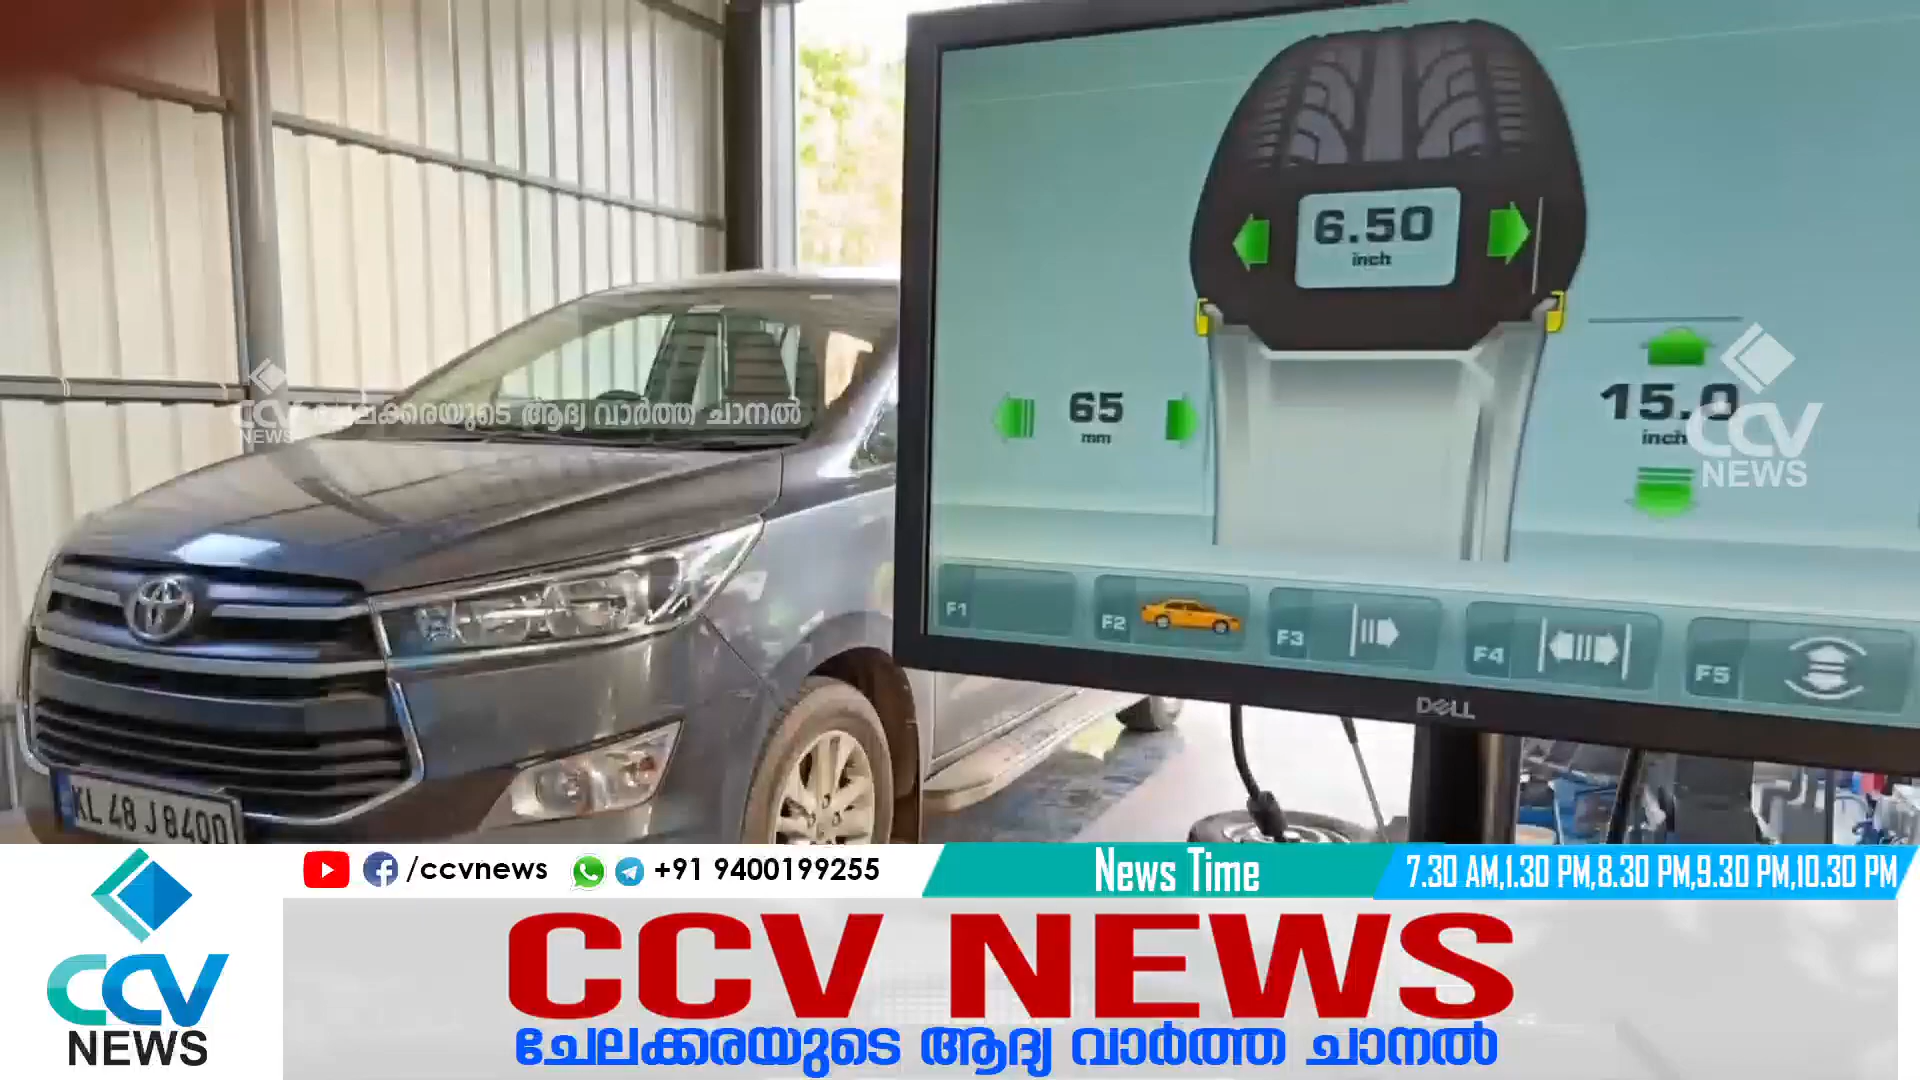 6.50
inch
65
mm
15.0
inch
CCV
NEWS
ചേലക്കരയുടെ ആദ്യ വാർത്ത ചാനൽ
CCV
NEWS
F1
F2
F3
F4
F5
DELL
KL 48 J 8400
/ccvnews
+91 9400199255
News Time
7.30 AM,1.30 PM,8.30 PM,9.30 PM,10.30 PM
CCV
NEWS
CCV NEWS
ചേലക്കരയുടെ ആദ്യ വാർത്ത ചാനൽ